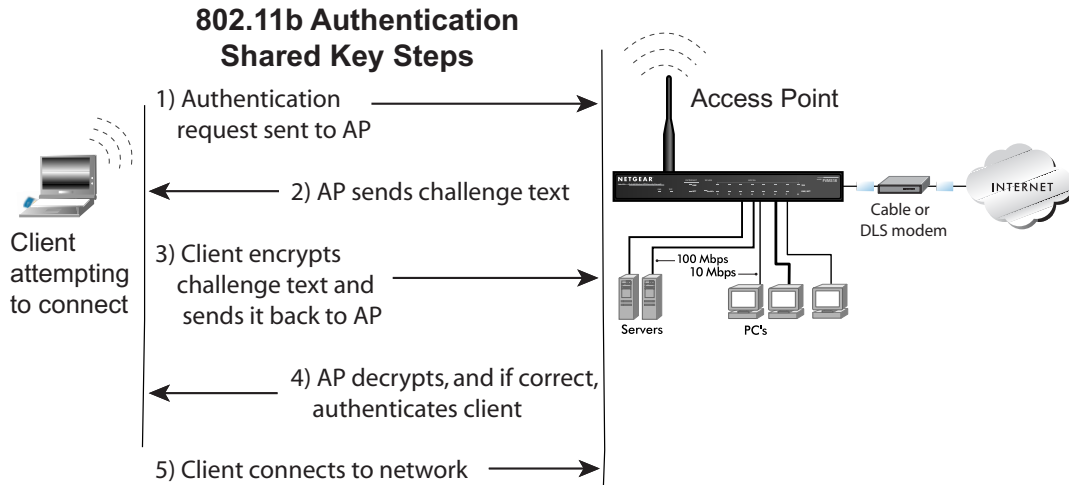 802.11b Authentication
Shared Key Steps
1) Authentication
request sent to AP
2) AP sends challenge text
3) Client encrypts
challenge text and
sends it back to AP
4) AP decrypts, and if correct,
authenticates client
5) Client connects to network
Client
attempting
to connect
Access Point
NETGEAR
Cable or
DLS modem
INTERNET
100 Mbps
10 Mbps
Servers
PC's